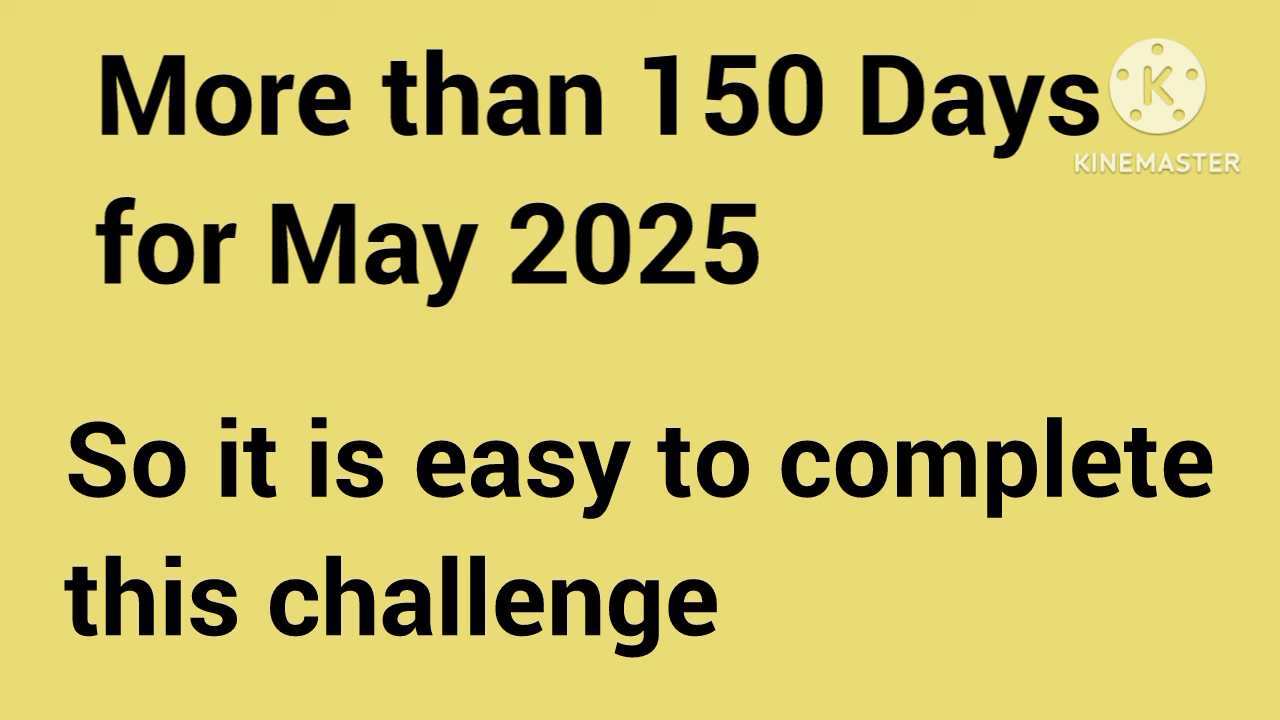 More than 150 Days
K
KINEMASTER
for May 2025
So it is easy to complete
this challenge